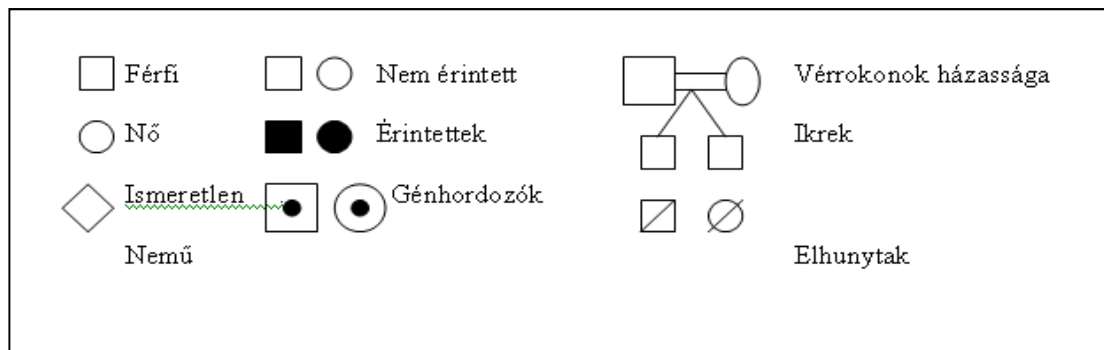 Férfi Nem érintett Vérrokonok házassága
Nő Érintettek Ikrek
Ismeretlen Génhordozók
Nemű Elhunytak